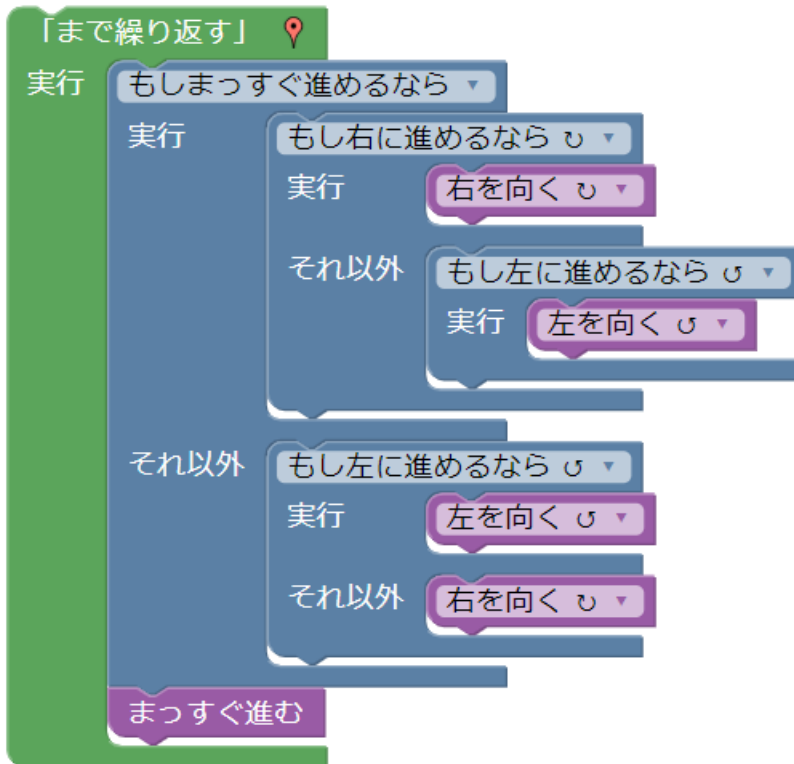 「まで繰り返す」
実行 もしまっすぐ進めるなら
実行 もし右に進めるなら ↻
実行 右を向く ↻
それ以外 もし左に進めるなら ↺
実行 左を向く ↺
それ以外 もし左に進めるなら ↺
実行 左を向く ↺
それ以外 右を向く ↻
まっすぐ進む